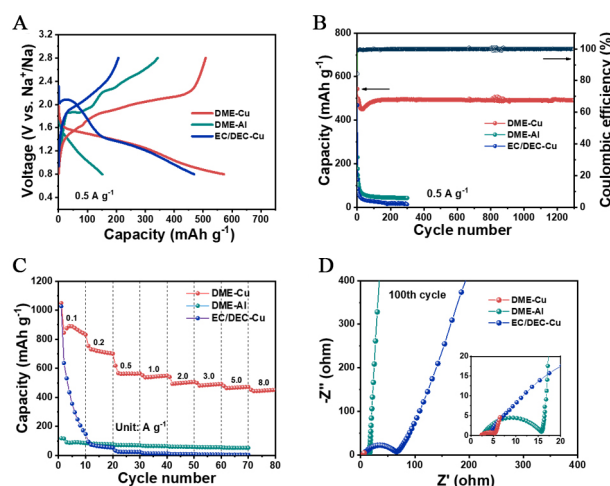 A
Voltage (V vs. Na⁺/Na)
2.8
2.4
2.0
1.6
1.2
0.8
0.4
DME-Cu
DME-Al
EC/DEC-Cu
0.5 A g⁻¹
0 100 200 300 400 500 600 700
Capacity (mAh g⁻¹)
B
Capacity (mAh g⁻¹)
800
600
400
200
0
DME-Cu
DME-Al
EC/DEC-Cu
0.5 A g⁻¹
100
90
80
70
60
50
40
30
20
10
0
Coulombic effiency (%)
0 200 400 600 800 1000 1200
Cycle number
C
Capacity (mAh g⁻¹)
1200
1000
800
600
400
200
0
DME-Cu
DME-Al
EC/DEC-Cu
0.1
0.2
0.5
1.0
2.0
3.0
5.0
8.0
Unit: A g⁻¹
0 10 20 30 40 50 60 70 80
Cycle number
D
-Z'' (ohm)
400
300
200
100
50
0
100th cycle
DME-Cu
DME-Al
EC/DEC-Cu
20
15
10
5
0
0 5 10 15 20
0 100 200 300 400
Z' (ohm)